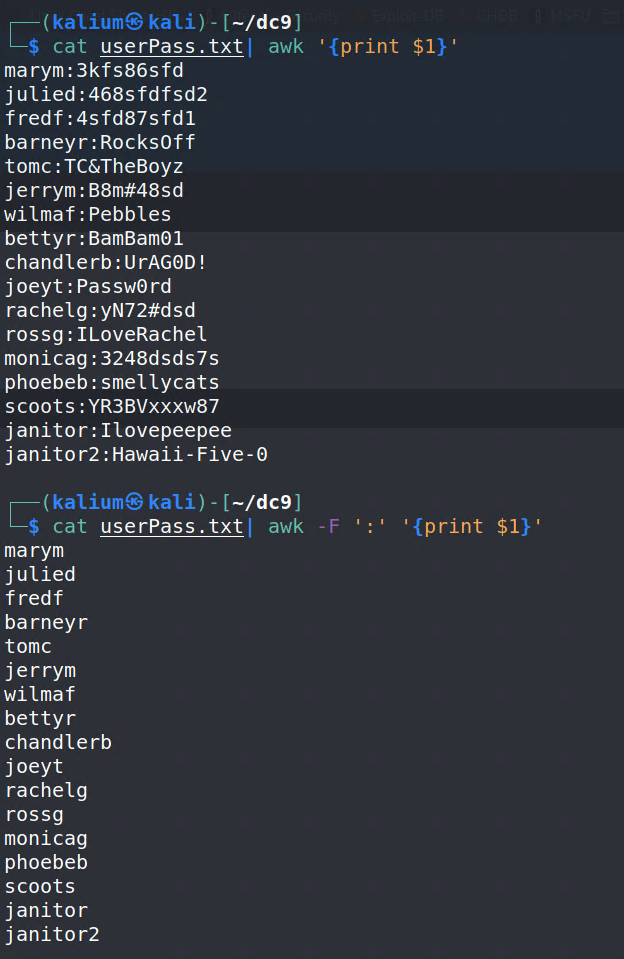 (kalium㉿kali)-[~/dc9]
$ cat userPass.txt| awk '{print $1}'
marym:3kfs86sfd
julied:468sfdfsd2
fredf:4sfd87sfd1
barneyr:RocksOff
tomc:TC&TheBoyz
jerrym:B8m#48sd
wilmaf:Pebbles
bettyr:BamBam01
chandlerb:UrAG0D!
joeyt:Passw0rd
rachelg:yN72#dsd
rossg:ILoveRachel
monicag:3248dsds7s
phoebeb:smellycats
scoots:YR3BVxxxw87
janitor:Ilovepeepee
janitor2:Hawaii-Five-0
(kalium㉿kali)-[~/dc9]
$ cat userPass.txt| awk -F ':' '{print $1}'
marym
julied
fredf
barneyr
tomc
jerrym
wilmaf
bettyr
chandlerb
joeyt
rachelg
rossg
monicag
phoebeb
scoots
janitor
janitor2